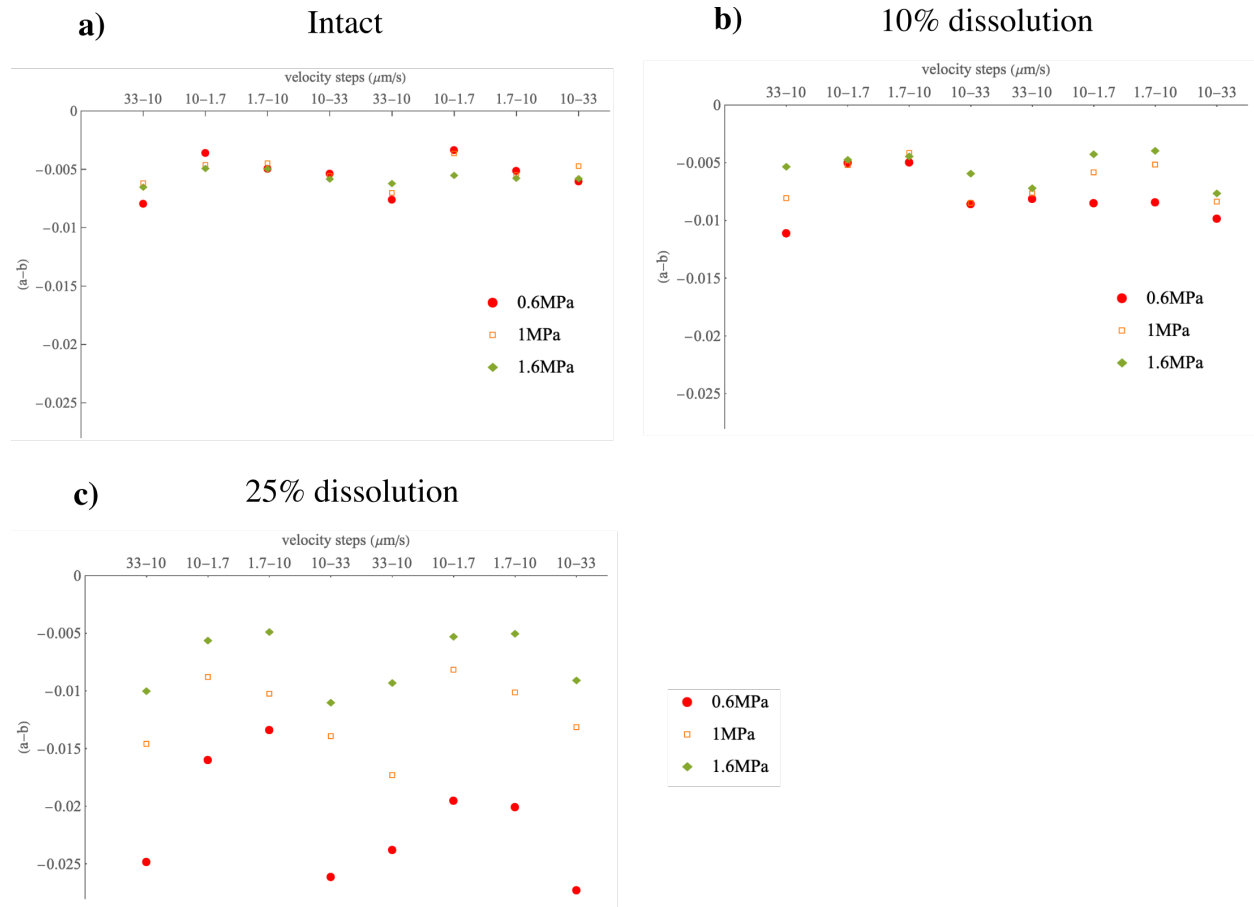 a)
Intact
velocity steps (μm/s)
33−10 10−1.7 1.7−10 10−33 33−10 10−1.7 1.7−10 10−33
0
−0.005
−0.01
−0.015
−0.02
−0.025
(a−b)
0.6MPa
1MPa
1.6MPa
b)
10% dissolution
velocity steps (μm/s)
33−10 10−1.7 1.7−10 10−33 33−10 10−1.7 1.7−10 10−33
0
−0.005
−0.01
−0.015
−0.02
−0.025
(a−b)
0.6MPa
1MPa
1.6MPa
c)
25% dissolution
velocity steps (μm/s)
33−10 10−1.7 1.7−10 10−33 33−10 10−1.7 1.7−10 10−33
0
−0.005
−0.01
−0.015
−0.02
−0.025
(a−b)
0.6MPa
1MPa
1.6MPa